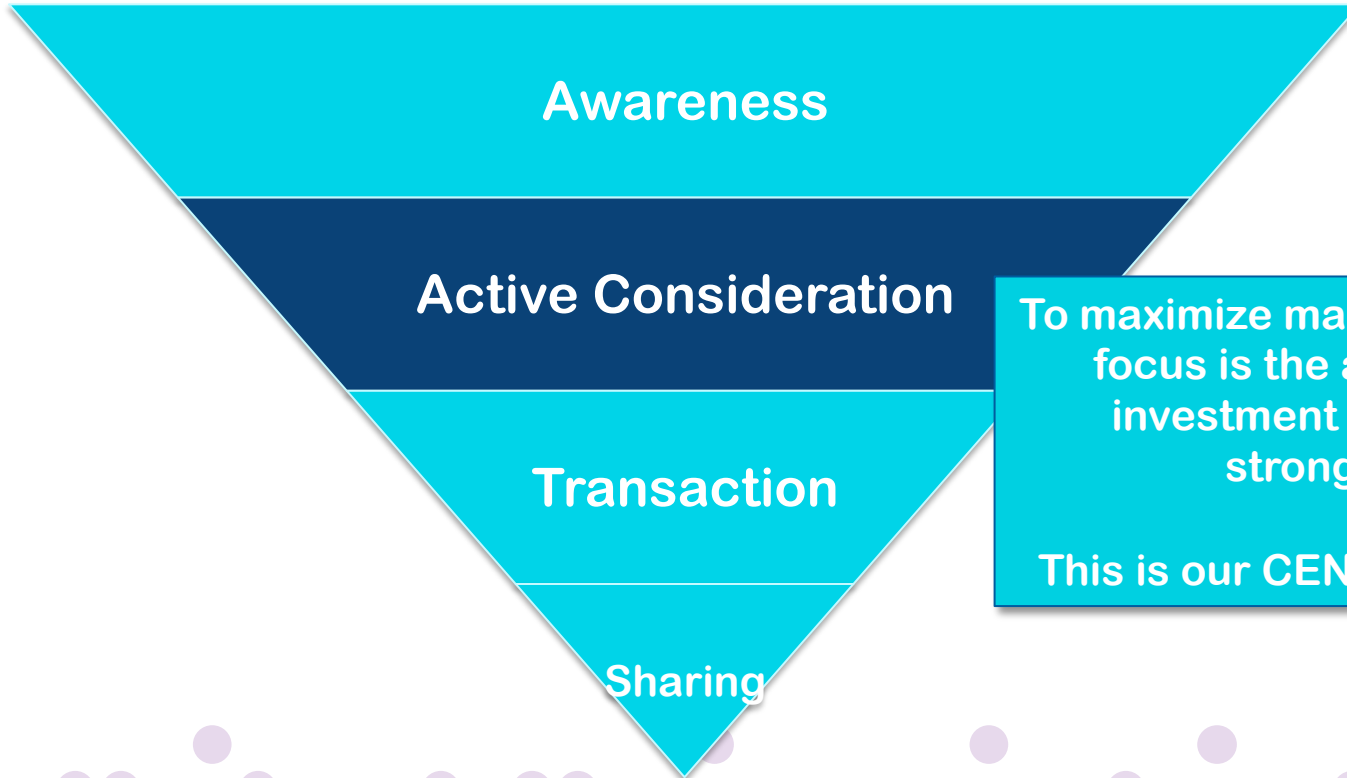 Awareness
Active Consideration
To maximize ma
focus is the a
investment
strong
Transaction
This is our CEN
Sharing